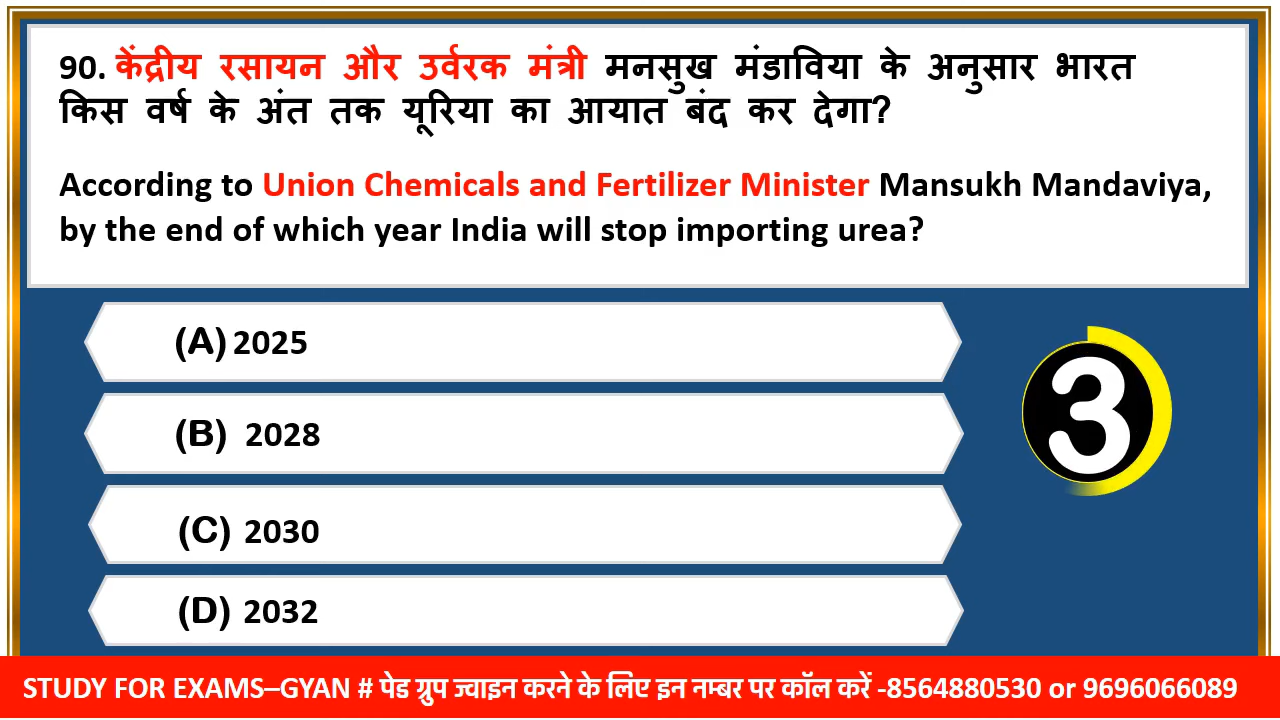 90. केंद्रीय रसायन और उर्वरक मंत्री मनसुख मंडाविया के अनुसार भारत
किस वर्ष के अंत तक यूरिया का आयात बंद कर देगा?
According to Union Chemicals and Fertilizer Minister Mansukh Mandaviya,
by the end of which year India will stop importing urea?
(A) 2025
(B) 2028
3
(C) 2030
(D) 2032
STUDY FOR EXAMS–GYAN # पेड ग्रुप ज्वाइन करने के लिए इन नम्बर पर कॉल करें -8564880530 or 9696066089